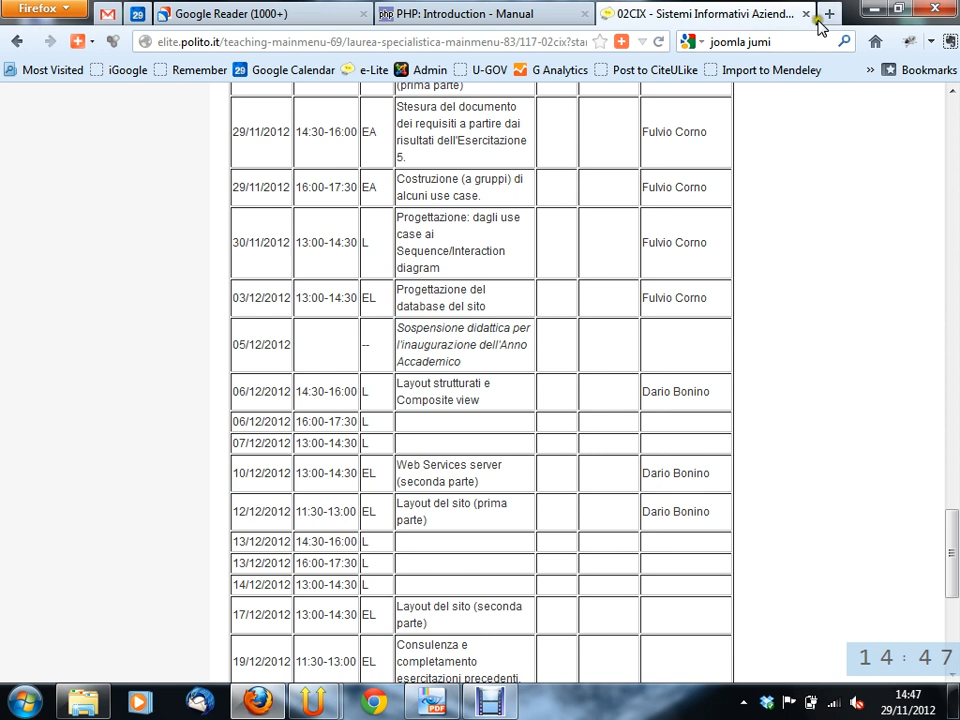 Firefox
29
Google Reader (1000+)
php PHP: Introduction - Manual
02CIX - Sistemi Informativi Aziend...
elite.polito.it/teaching-mainmenu-69/laurea-specialistica-mainmenu-83/117-02cix?star
joomla jumi
Most Visited iGoogle Remember 29 Google Calendar e-Lite Admin U-GOV G Analytics Post to CiteULike Import to Mendeley » Bookmarks
(prima parte)
29/11/2012 14:30-16:00 EA Stesura del documento dei requisiti a partire dai risultati dell'Esercitazione 5. Fulvio Corno
29/11/2012 16:00-17:30 EA Costruzione (a gruppi) di alcuni use case. Fulvio Corno
30/11/2012 13:00-14:30 L Progettazione: dagli use case ai Sequence/Interaction diagram Fulvio Corno
03/12/2012 13:00-14:30 EL Progettazione del database del sito Fulvio Corno
05/12/2012 -- Sospensione didattica per l'inaugurazione dell'Anno Accademico
06/12/2012 14:30-16:00 L Layout strutturati e Composite view Dario Bonino
06/12/2012 16:00-17:30 L
07/12/2012 13:00-14:30 L
10/12/2012 13:00-14:30 EL Web Services server (seconda parte) Dario Bonino
12/12/2012 11:30-13:00 EL Layout del sito (prima parte) Dario Bonino
13/12/2012 14:30-16:00 L
13/12/2012 16:00-17:30 L
14/12/2012 13:00-14:30 L
17/12/2012 13:00-14:30 EL Layout del sito (seconda parte)
19/12/2012 11:30-13:00 EL Consulenza e completamento esercitazioni precedenti.
14:47
PDF
14:47
29/11/2012